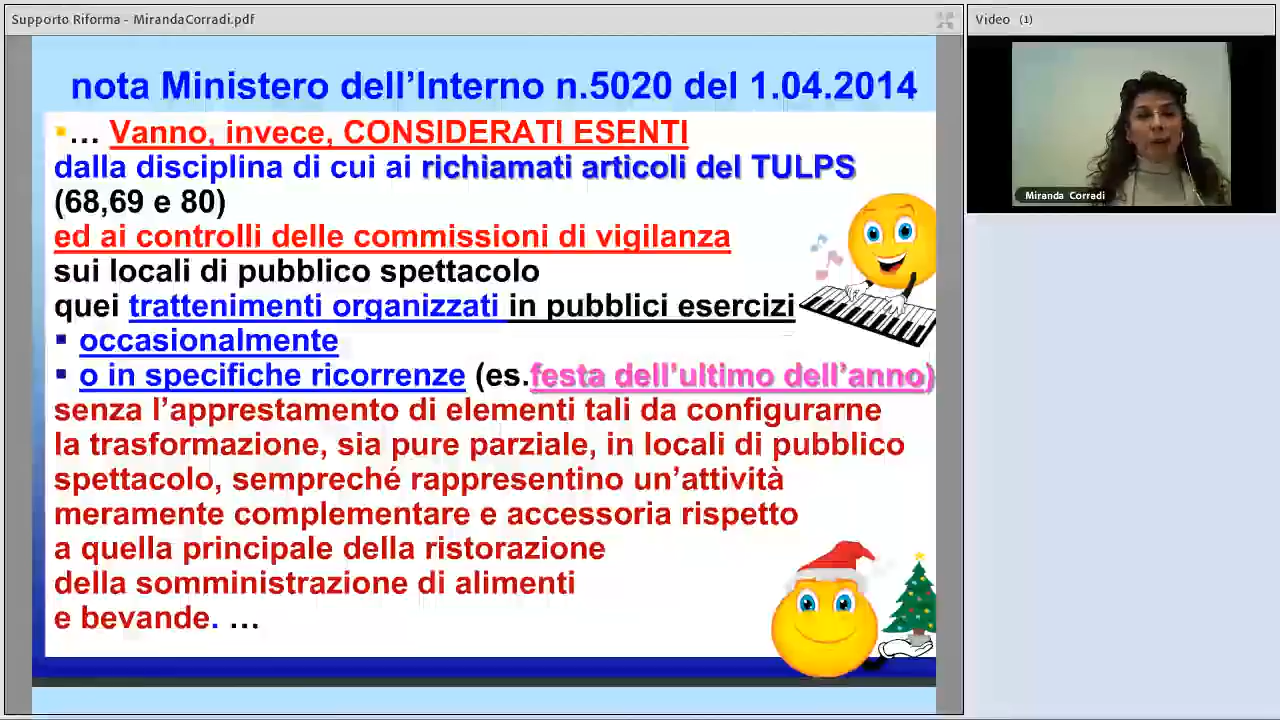 Supporto Riforma - MirandaCorradi.pdf
Video (1)
nota Ministero dell’Interno n.5020 del 1.04.2014
… Vanno, invece, CONSIDERATI ESENTI
dalla disciplina di cui ai richiamati articoli del TULPS
(68,69 e 80)
ed ai controlli delle commissioni di vigilanza
sui locali di pubblico spettacolo
quei trattenimenti organizzati in pubblici esercizi
▪ occasionalmente
▪ o in specifiche ricorrenze (es.festa dell’ultimo dell’anno)
senza l’apprestamento di elementi tali da configurarne
la trasformazione, sia pure parziale, in locali di pubblico
spettacolo, sempreché rappresentino un’attività
meramente complementare e accessoria rispetto
a quella principale della ristorazione
della somministrazione di alimenti
e bevande. …
Miranda Corradi